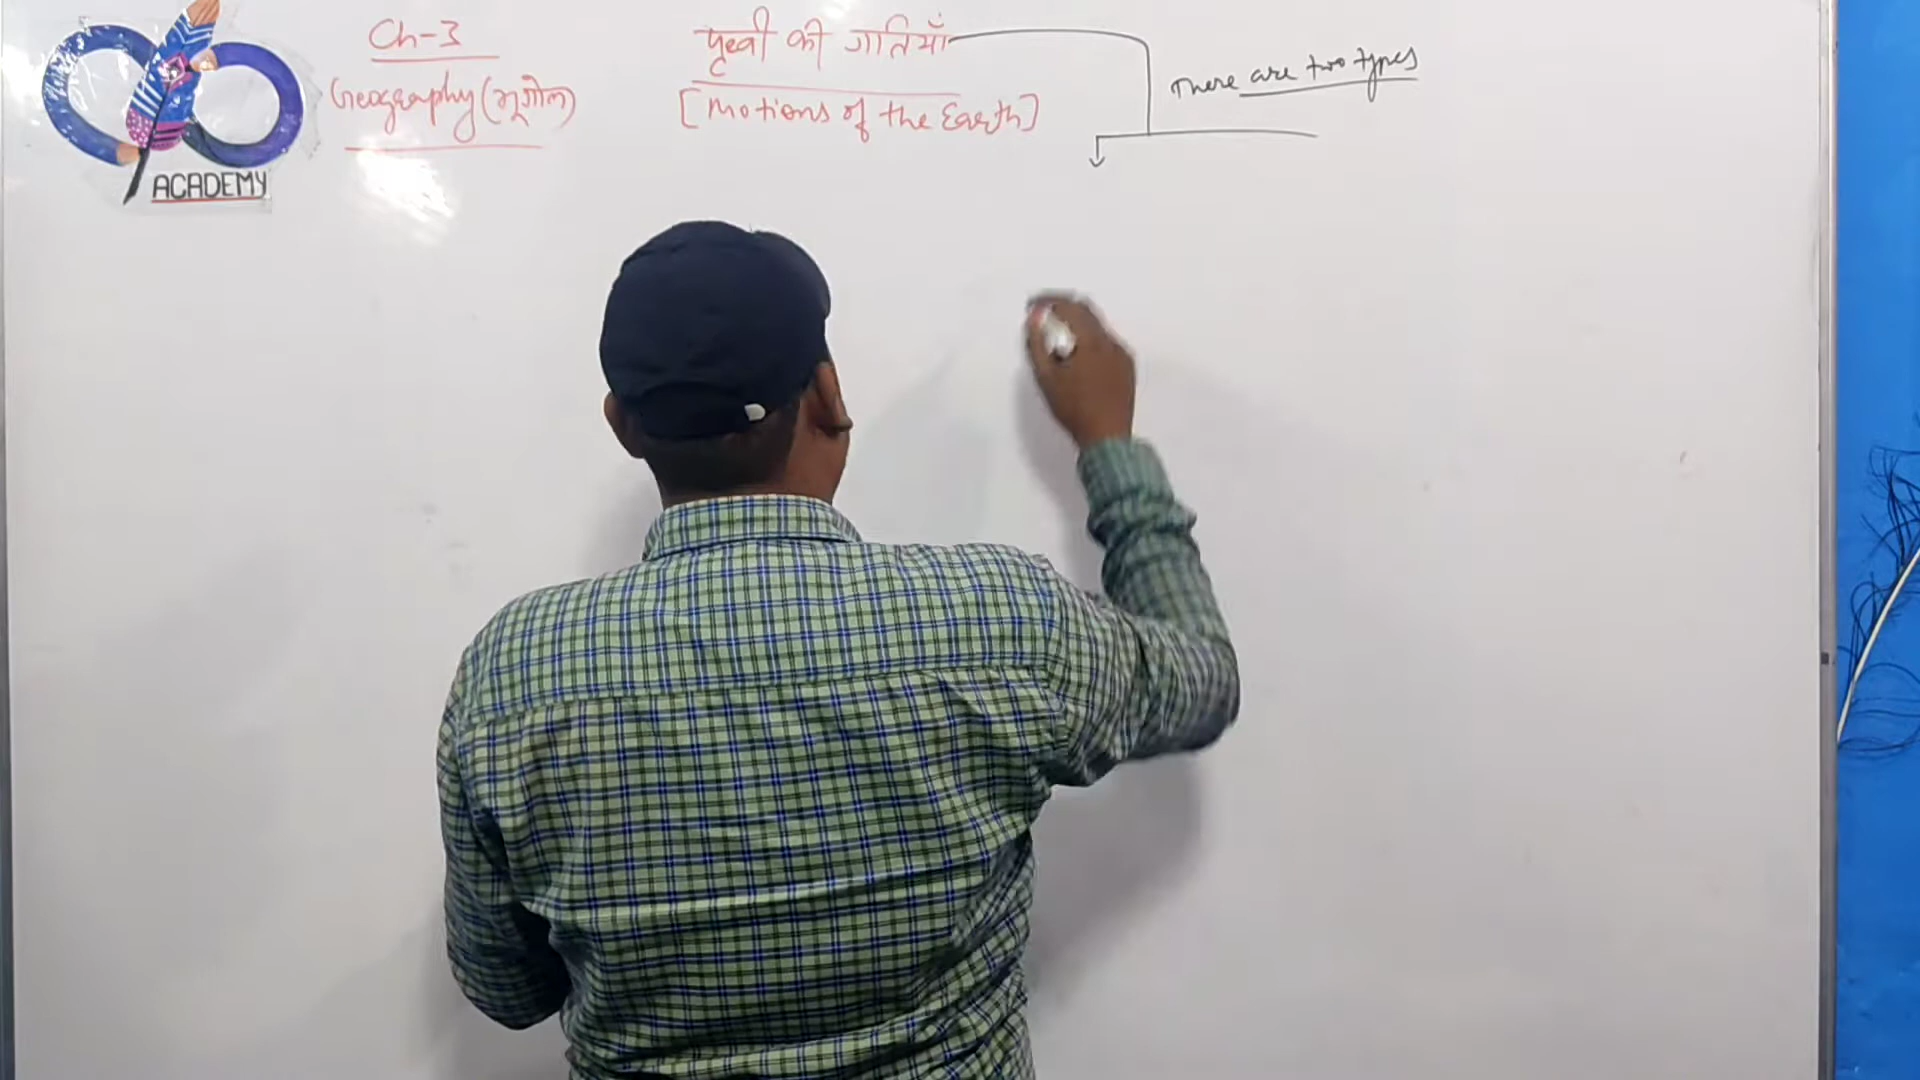 Ch-3
Geography (भूगोल)
पृथ्वी की गतियाँ
[Motions of the Earth]
There are two types
ACADEMY